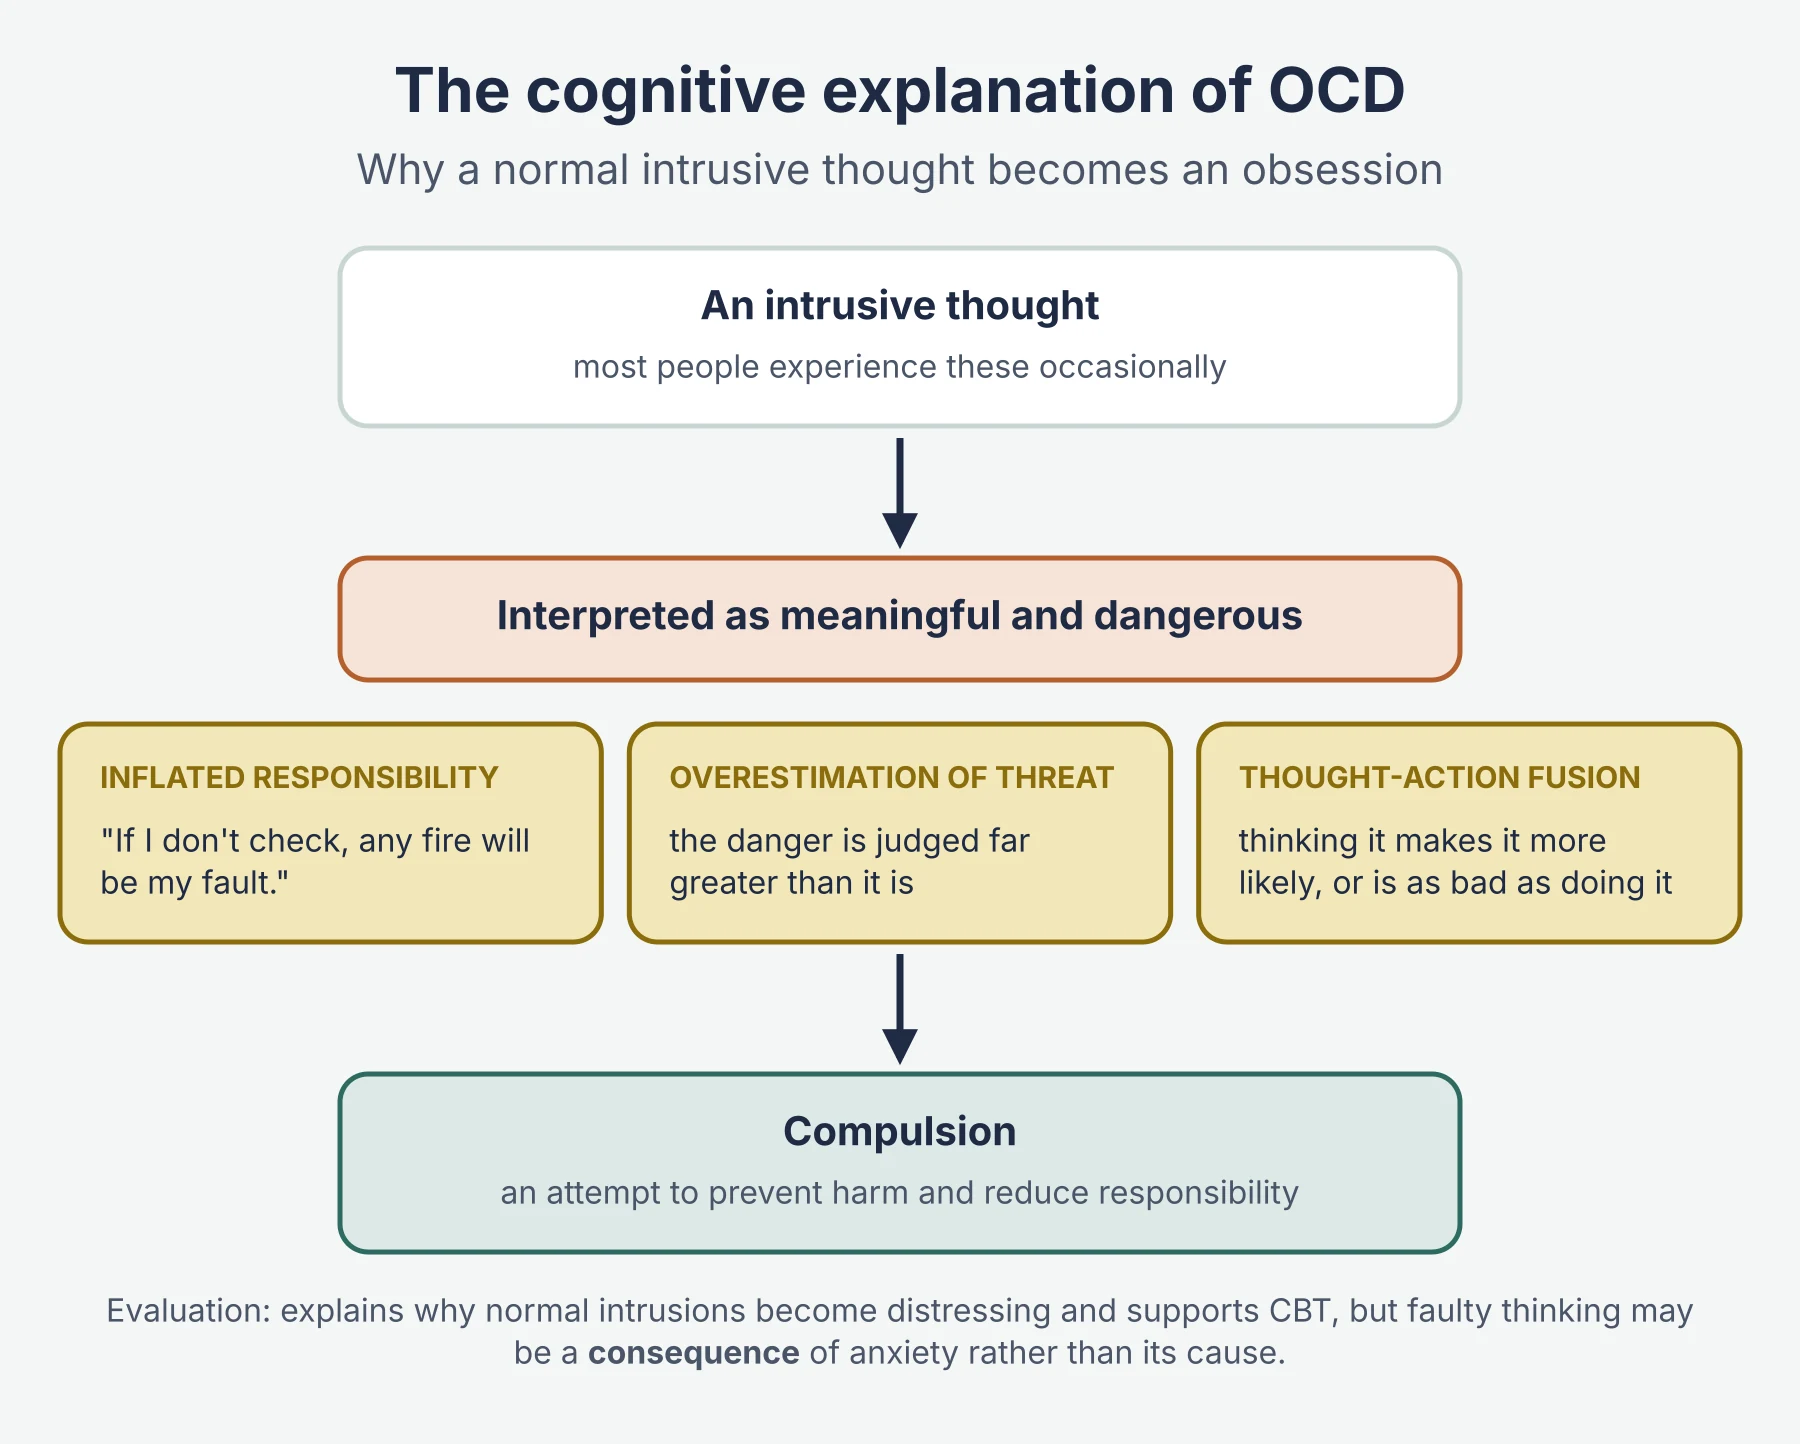 The cognitive explanation of OCD
Why a normal intrusive thought becomes an obsession
An intrusive thought
most people experience these occasionally
Interpreted as meaningful and dangerous
INFLATED RESPONSIBILITY
"If I don't check, any fire will
be my fault."
OVERESTIMATION OF THREAT
the danger is judged far
greater than it is
THOUGHT-ACTION FUSION
thinking it makes it more
likely, or is as bad as doing it
Compulsion
an attempt to prevent harm and reduce responsibility
Evaluation: explains why normal intrusions become distressing and supports CBT, but faulty thinking may
be a consequence of anxiety rather than its cause.